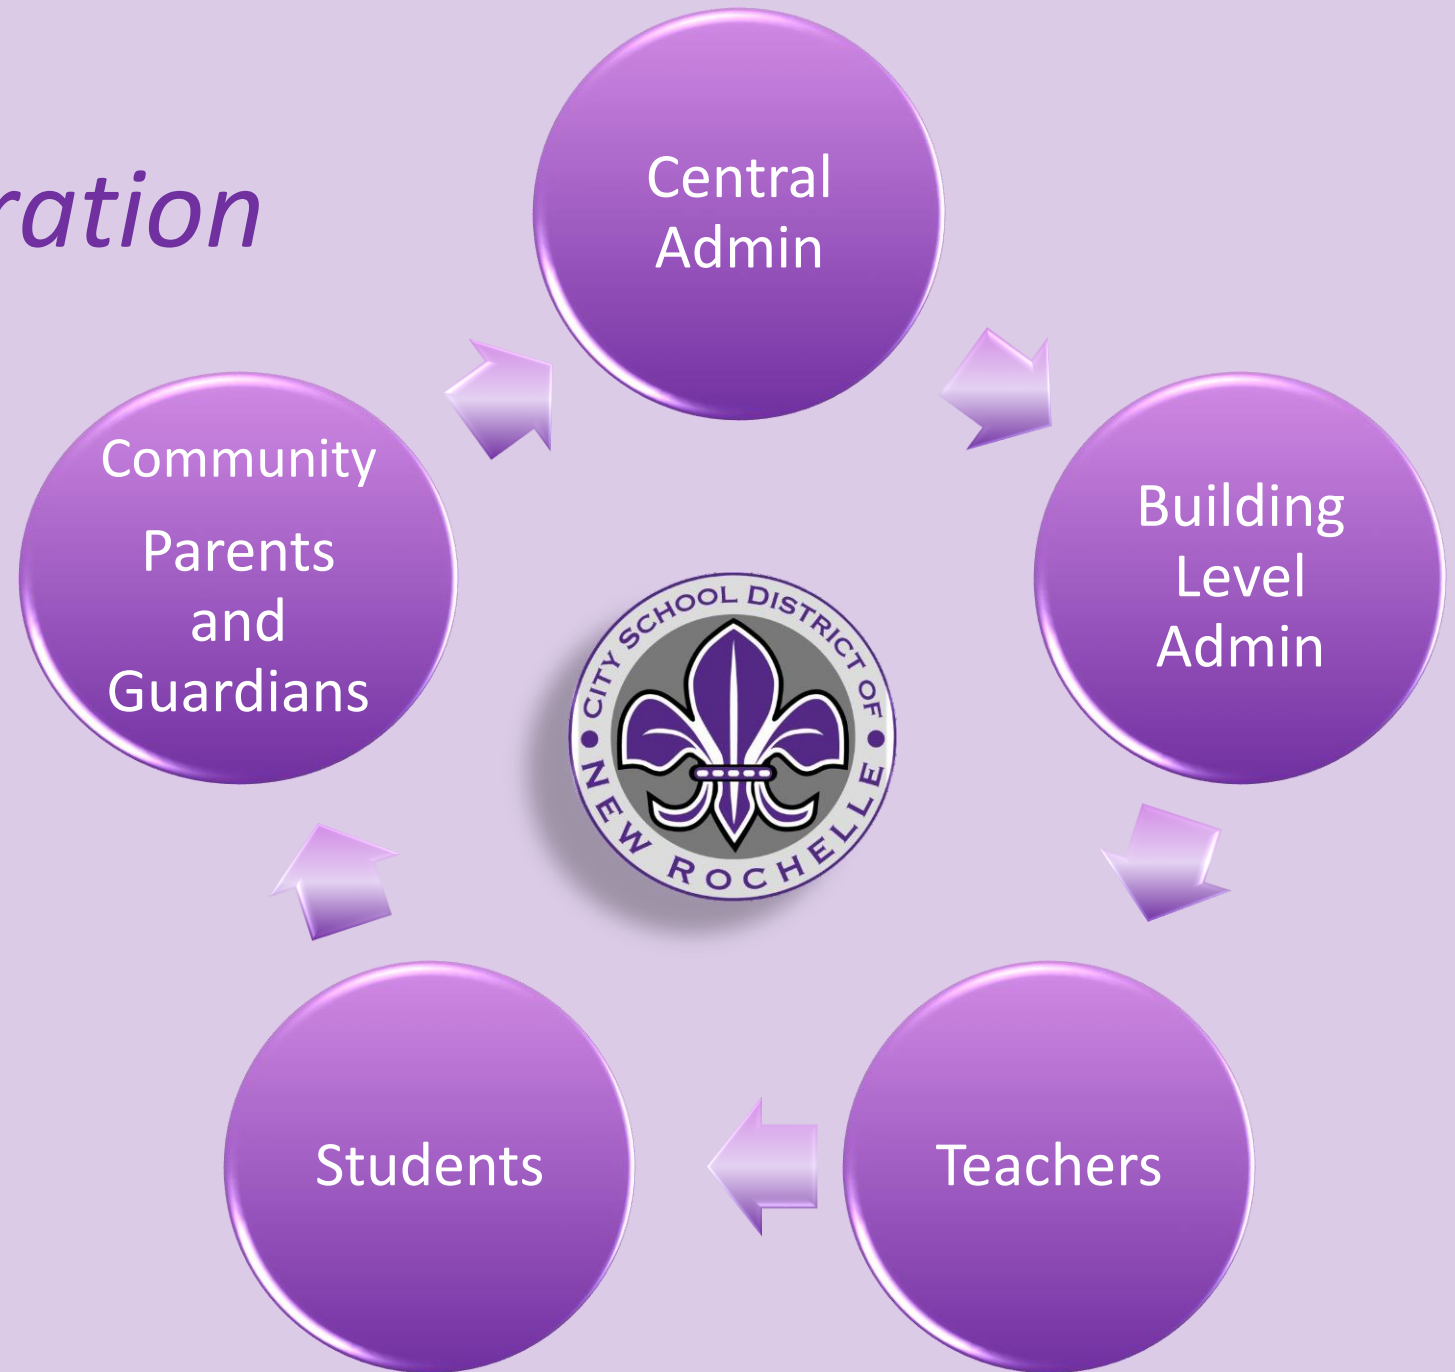 ration
Central
Admin
Building
Level
Admin
Teachers
Students
Community
Parents
and
Guardians
CITY SCHOOL DISTRICT OF
NEW ROCHELLE